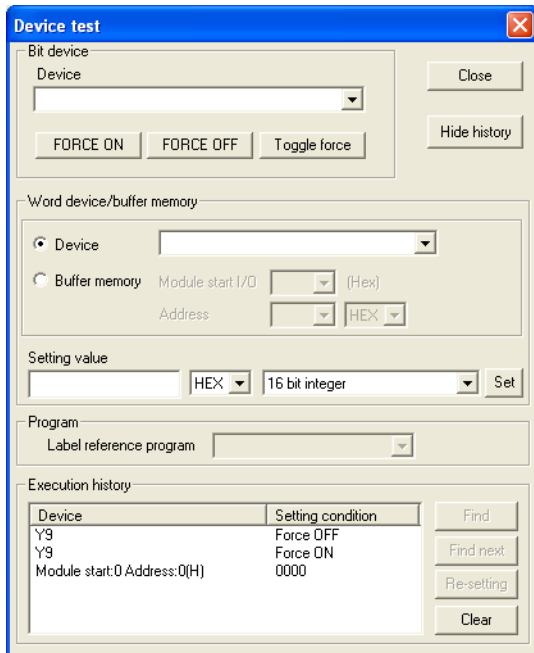 Device test
Bit device
Device
Close
FORCE ON FORCE OFF Toggle force
Hide history
Word device/buffer memory
Device
Buffer memory Module start I/O (Hex)
Address HEX
Setting value
HEX 16 bit integer Set
Program
Label reference program
Execution history
Device Setting condition
Y9 Force OFF
Y9 Force ON
Module start:0 Address:0(H) 0000
Find
Find next
Re-setting
Clear